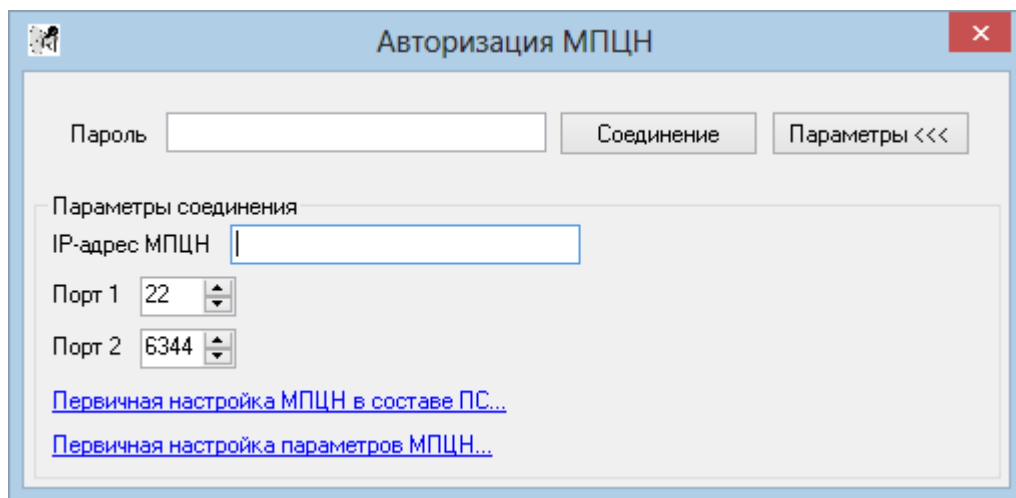 Авторизация МПЦН
Пароль Соединение Параметры <<<
Параметры соединения
IP-адрес МПЦН
Порт 1 22
Порт 2 6344
Первичная настройка МПЦН в составе ПС...
Первичная настройка параметров МПЦН...